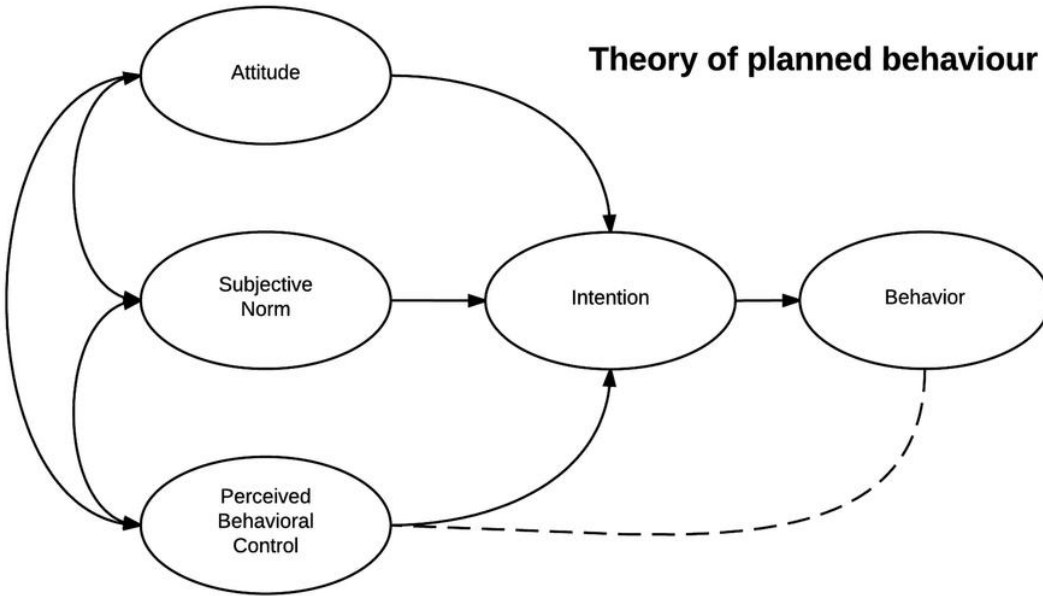 Theory of planned behaviour
Attitude
Subjective
Norm
Intention
Behavior
Perceived
Behavioral
Control